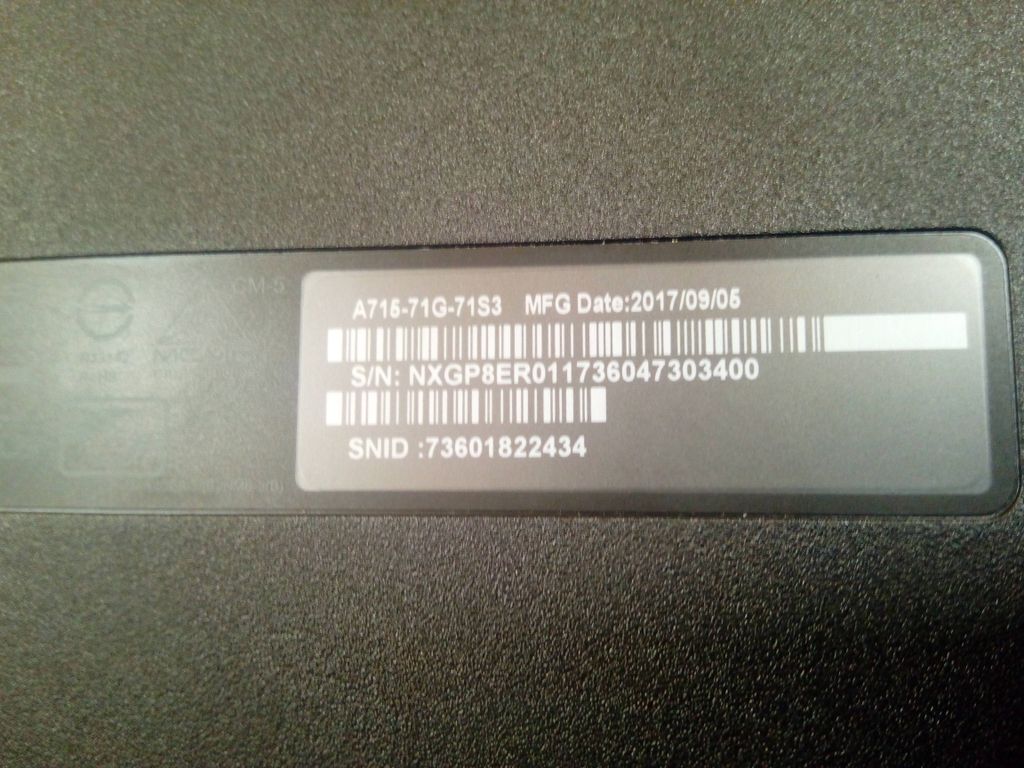 A715-71G-71S3 MFG Date:2017/09/05
S/N: NXGP8ER011736047303400
SNID :73601822434